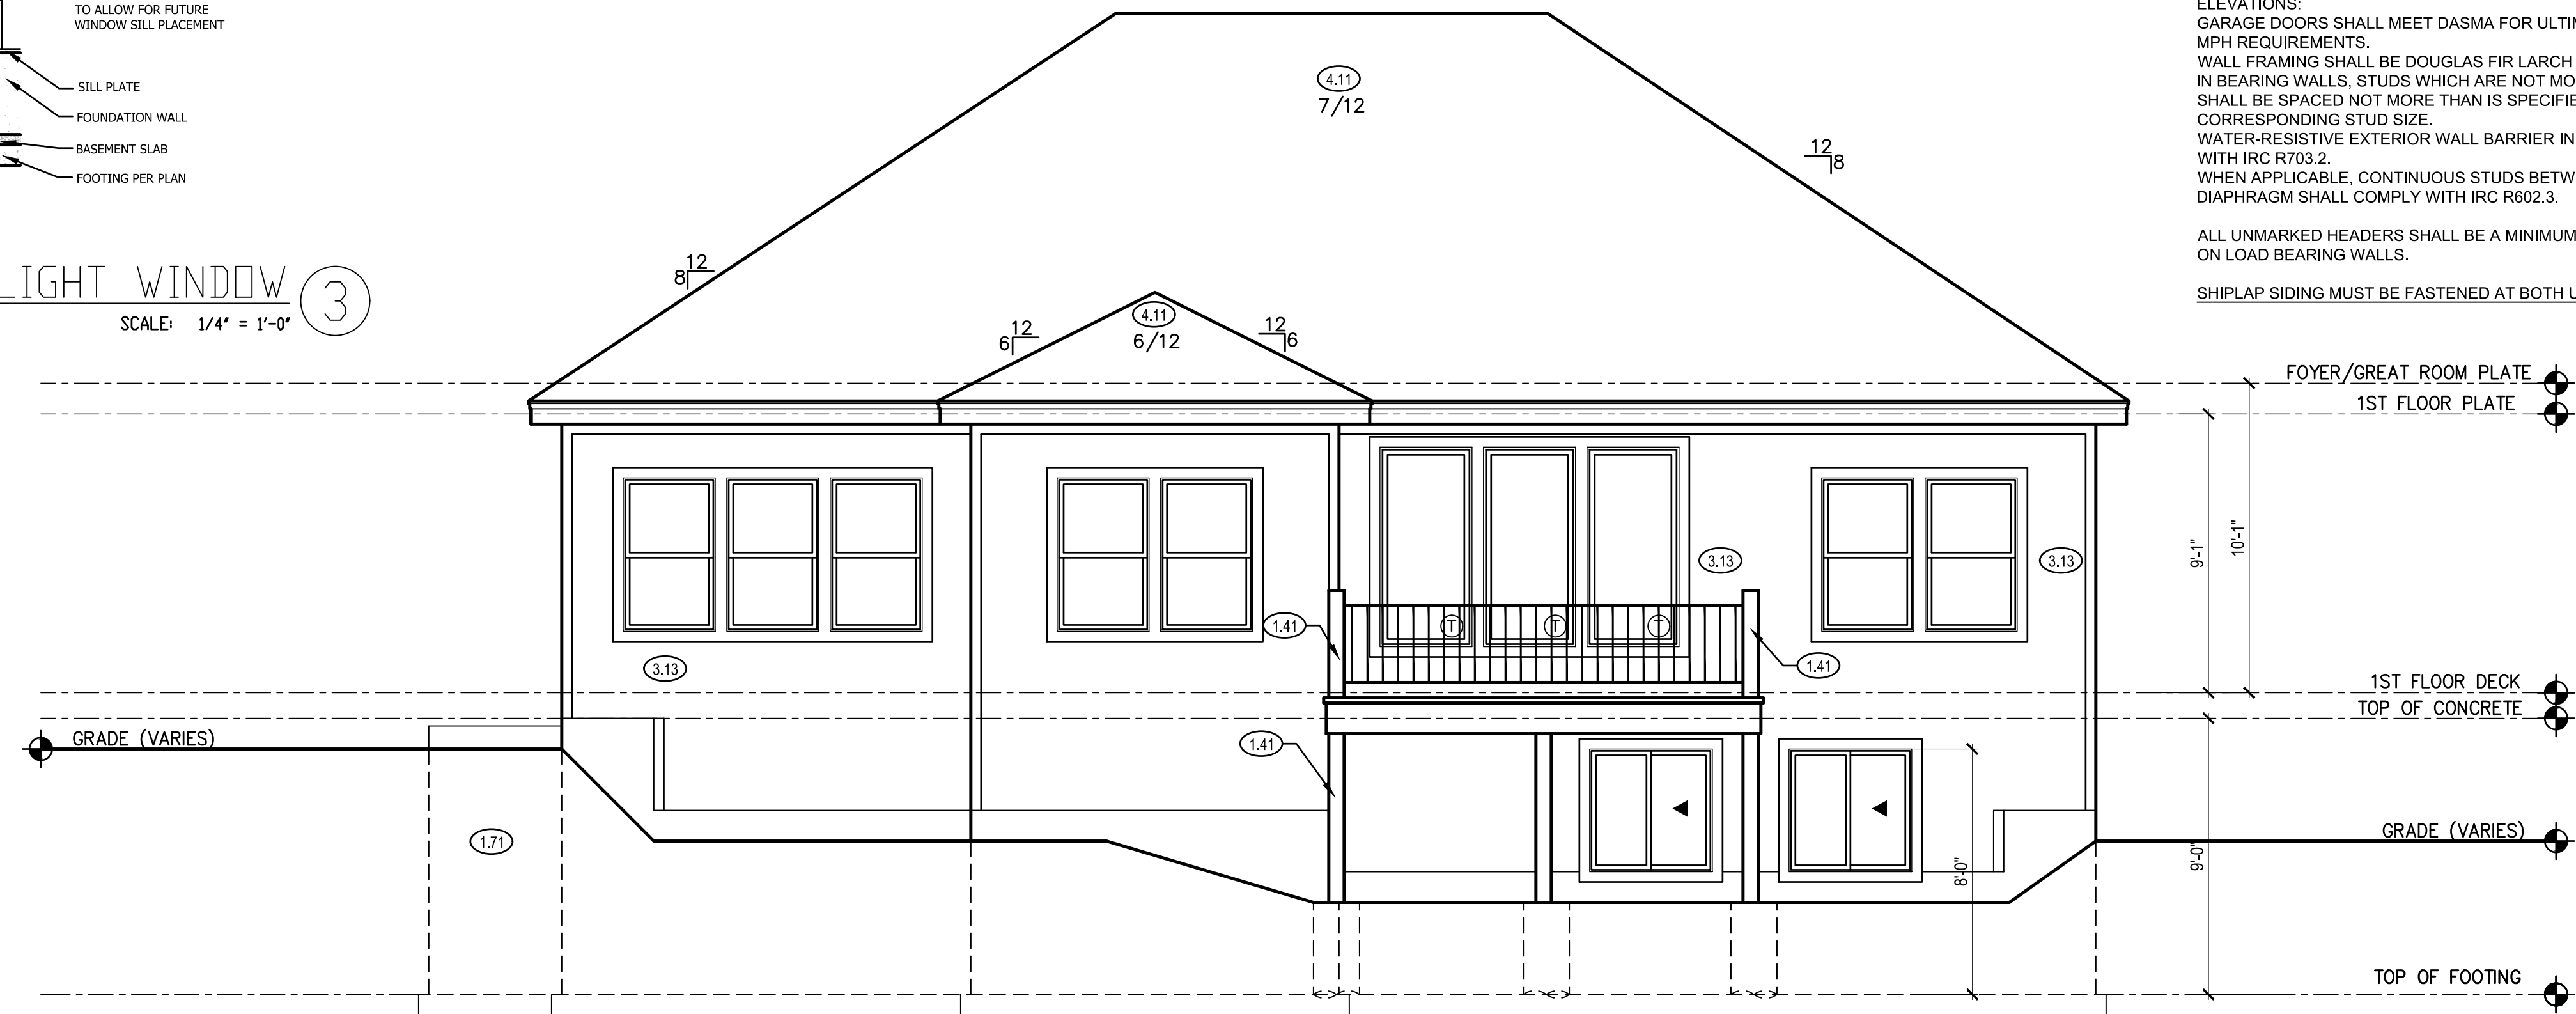 TO ALLOW FOR FUTURE
WINDOW SILL PLACEMENT
SILL PLATE
FOUNDATION WALL
BASEMENT SLAB
FOOTING PER PLAN
LIGHT WINDOW 3
SCALE: 1/4" = 1'-0"
ELEVATIONS:
GARAGE DOORS SHALL MEET DASMA FOR
MPH REQUIREMENTS.
WALL FRAMING SHALL BE DOUGLAS FIR LARCH
IN BEARING WALLS, STUDS WHICH ARE NOT
SHALL BE SPACED NOT MORE THAN IS
CORRESPONDING STUD SIZE.
WATER-RESISTIVE EXTERIOR WALL BARRIER IN
WITH IRC R703.2.
WHEN APPLICABLE, CONTINUOUS STUDS
DIAPHRAGM SHALL COMPLY WITH IRC R602.3.
ALL UNMARKED HEADERS SHALL BE A MINIMUM
ON LOAD BEARING WALLS.
SHIPLAP SIDING MUST BE FASTENED AT BOTH
4.11
7/12
12
8
12
8
4.11
6/12
12
6
12
6
FOYER/GREAT ROOM PLATE
1ST FLOOR PLATE
9'-1"
10'-1"
3.13
3.13
3.13
1.41
T
T
T
1.41
1ST FLOOR DECK
TOP OF CONCRETE
GRADE (VARIES)
1.41
1.71
8'-0"
9'-0"
GRADE (VARIES)
TOP OF FOOTING